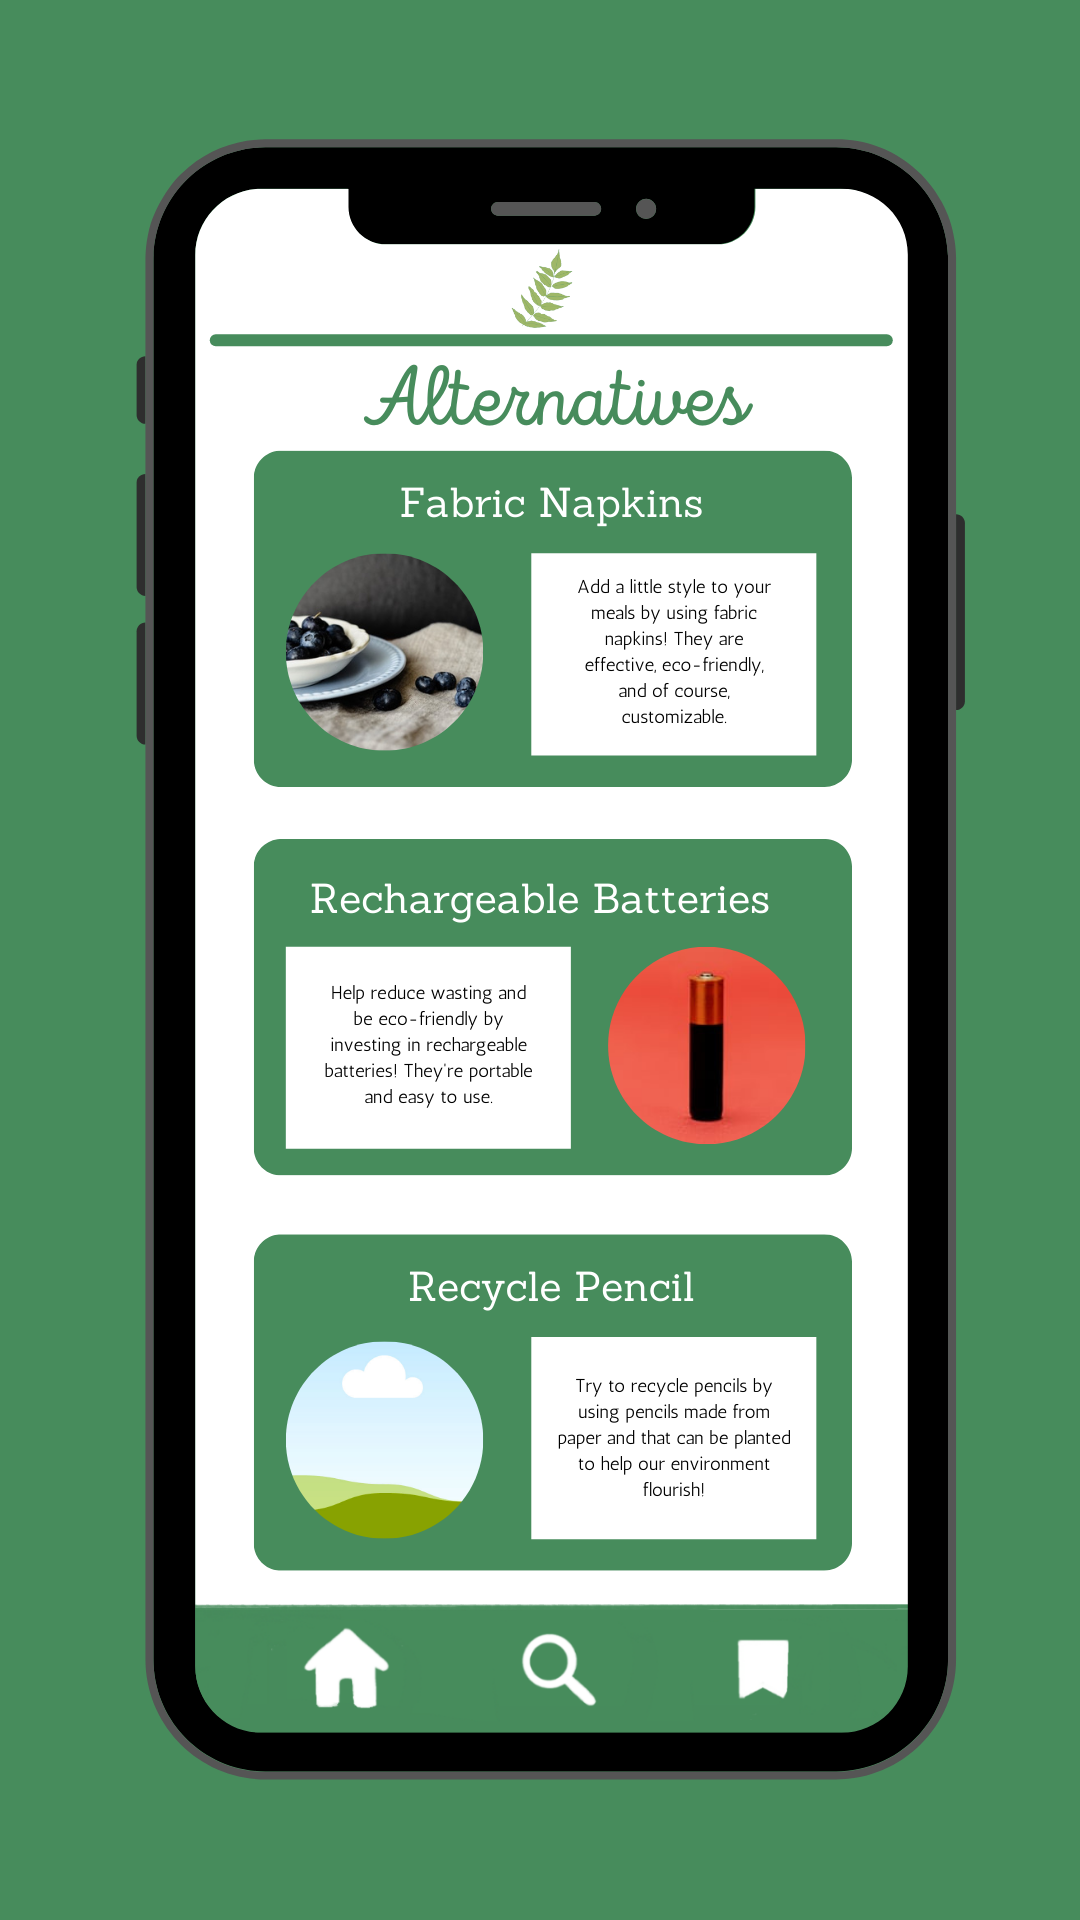 Alternatives
Fabric Napkins
Add a little style to your
meals by using fabric
napkins! They are
effective, eco-friendly,
and of course,
customizable.
Rechargeable Batteries
Help reduce wasting and
be eco-friendly by
investing in rechargeable
batteries! They're portable
and easy to use.
Recycle Pencil
Try to recycle pencils by
using pencils made from
paper and that can be planted
to help our environment
flourish!